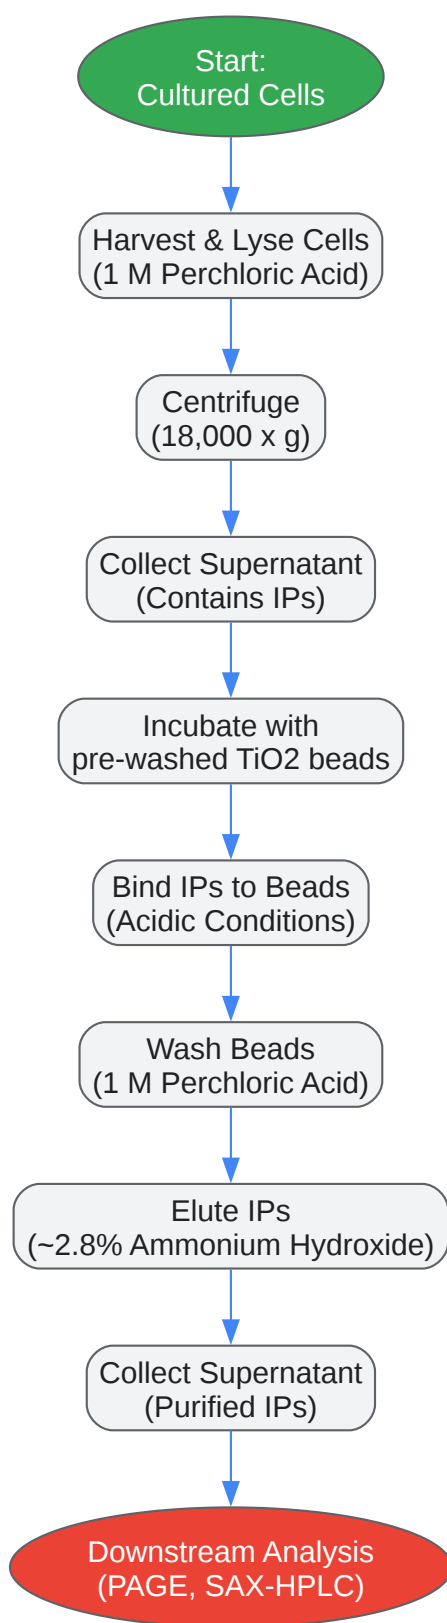 Start:
Cultured Cells
Harvest & Lyse Cells
(1 M Perchloric Acid)
Centrifuge
(18,000 x g)
Collect Supernatant
(Contains IPs)
Incubate with
pre-washed TiO2 beads
Bind IPs to Beads
(Acidic Conditions)
Wash Beads
(1 M Perchloric Acid)
Elute IPs
(~2.8% Ammonium Hydroxide)
Collect Supernatant
(Purified IPs)
Downstream Analysis
(PAGE, SAX-HPLC)